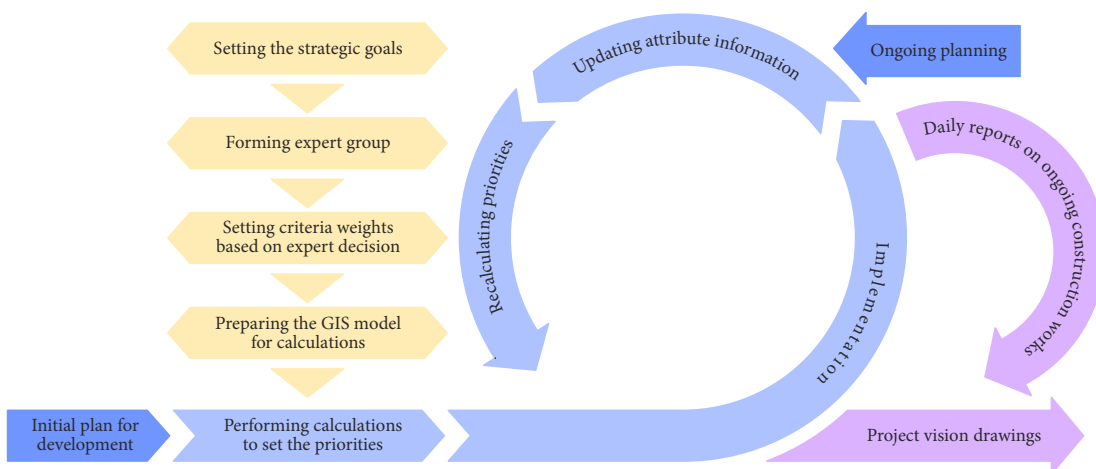 Setting the strategic goals
Forming expert group
Setting criteria weights
based on expert decision
Preparing the GIS model
for calculations
Initial plan for
development
Performing calculations
to set the priorities
Recalculating priorities
Updating attribute information
Implementation
Ongoing planning
Daily reports on ongoing construction works
Project vision drawings